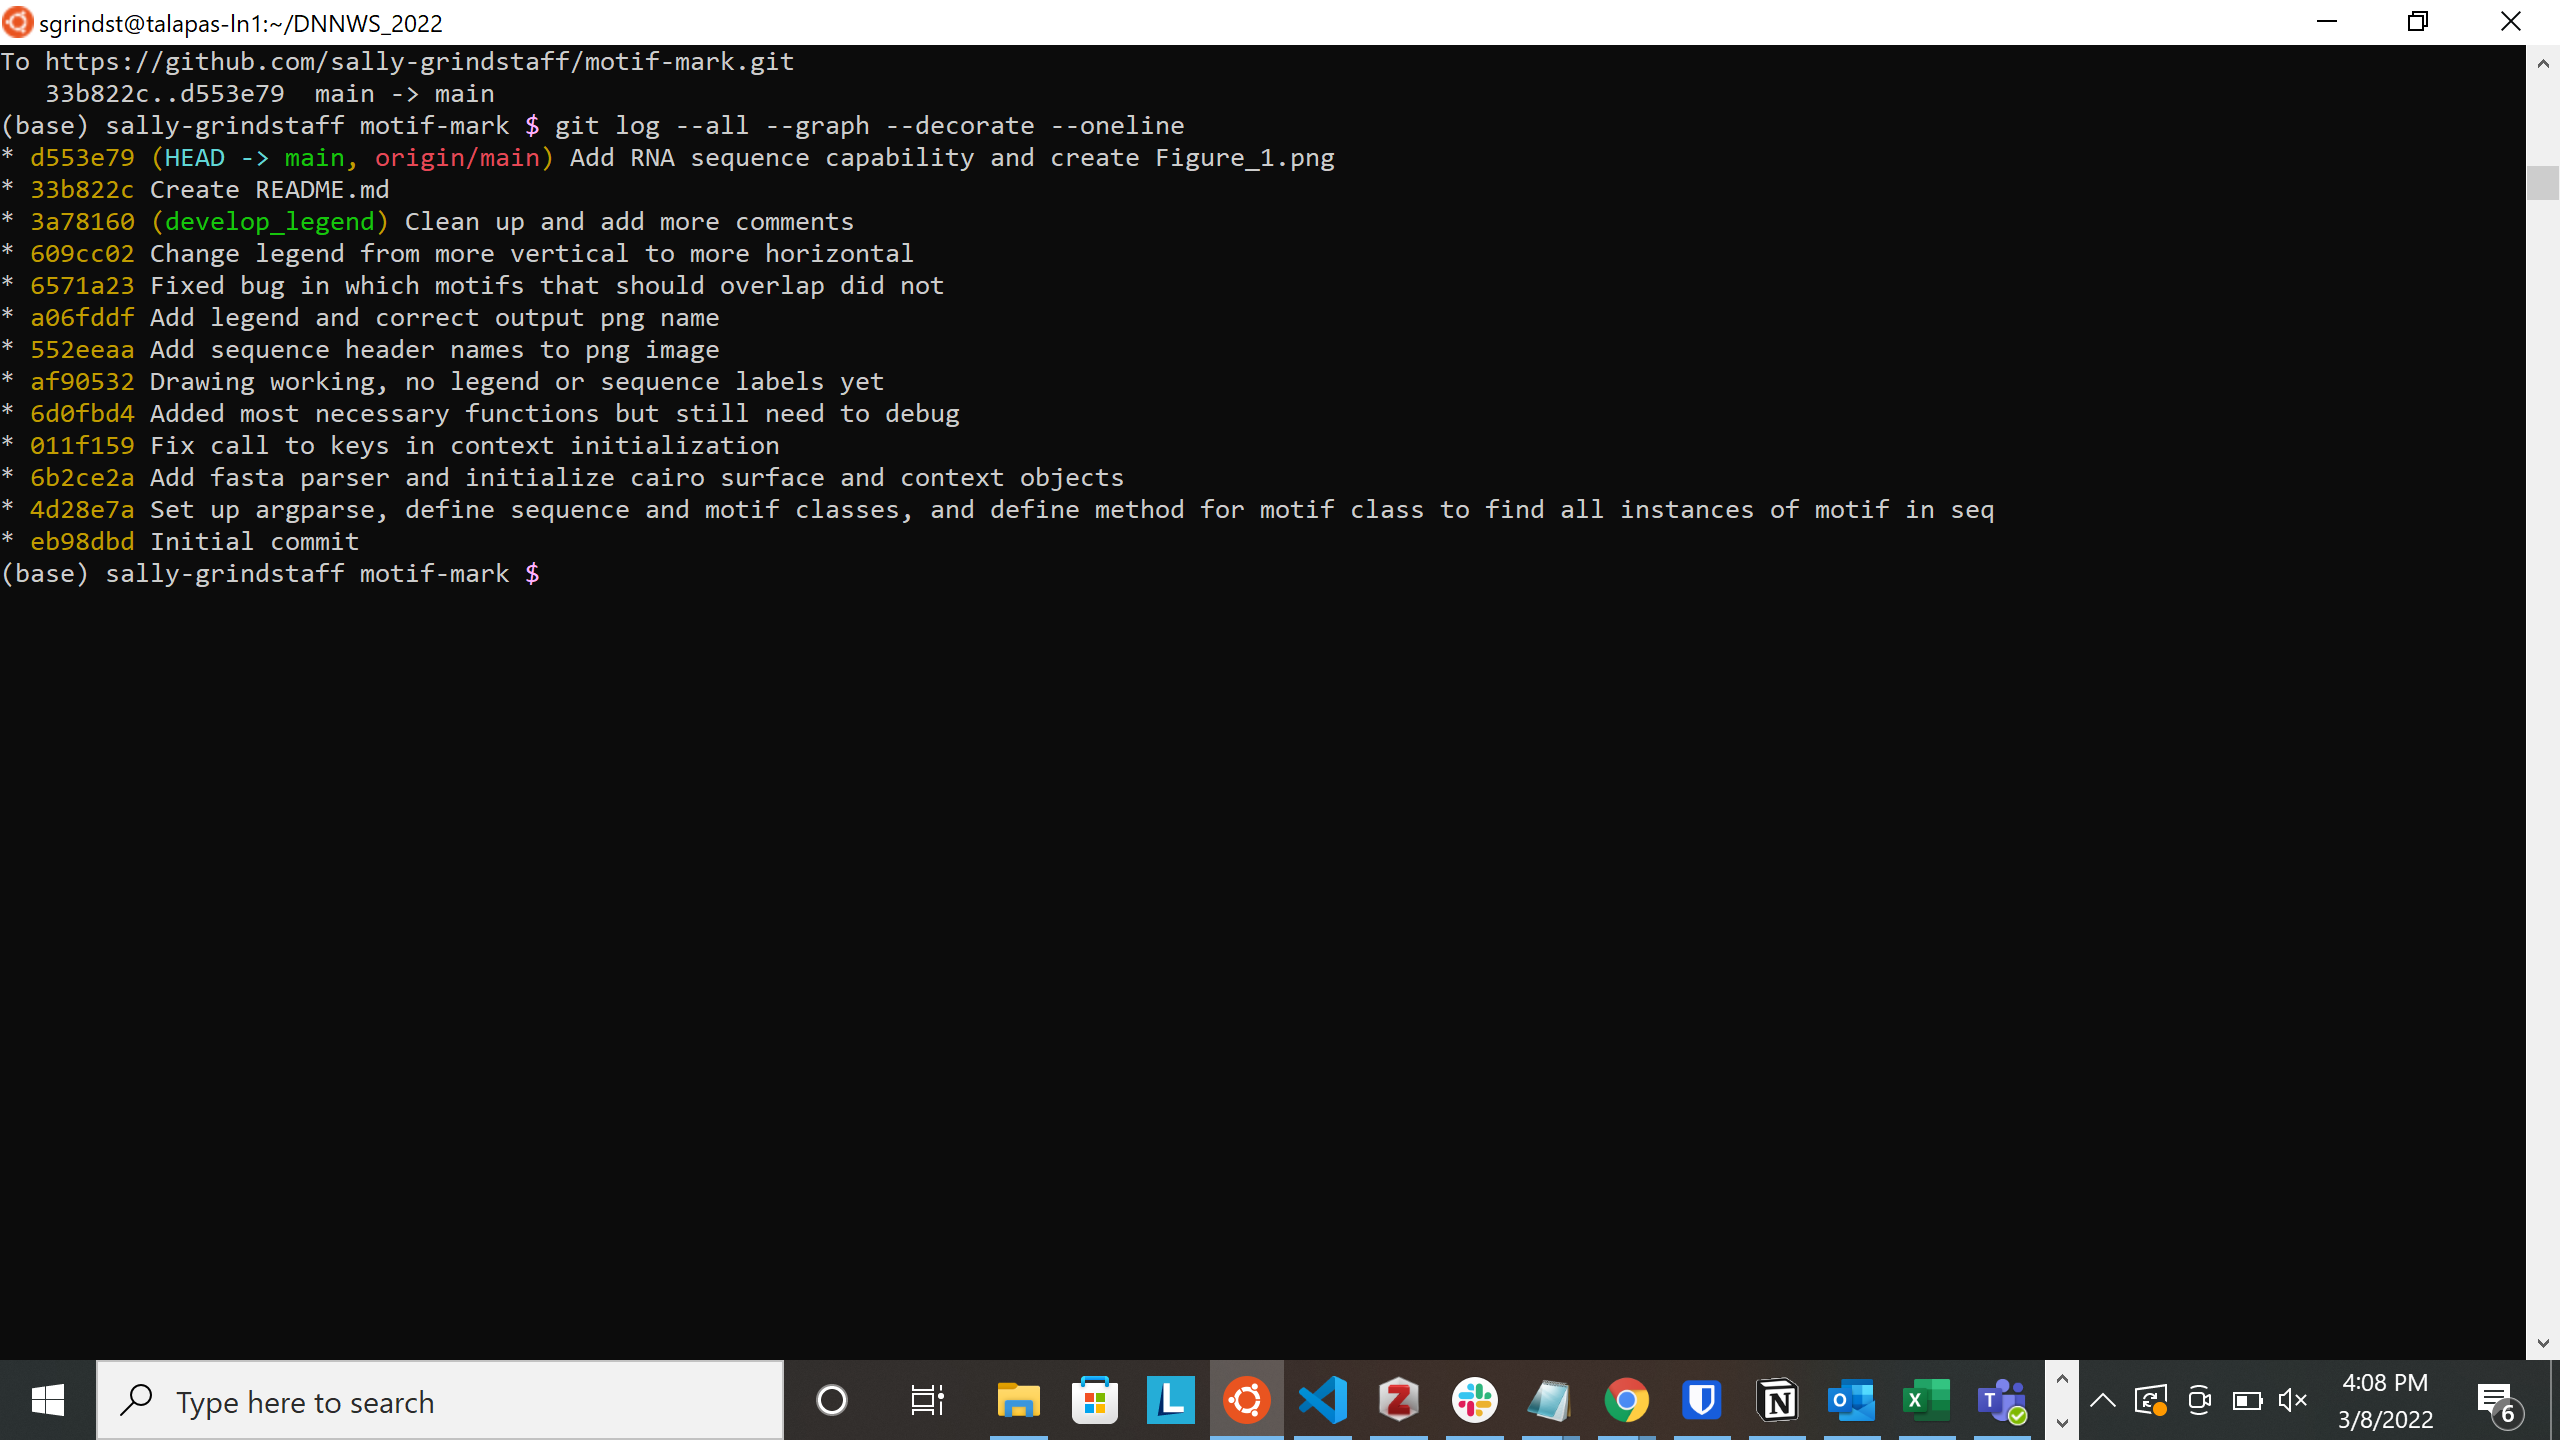 sgrindst@talapas-ln1:~/DNNWS_2022
To https://github.com/sally-grindstaff/motif-mark.git
   33b822c..d553e79  main -> main
(base) sally-grindstaff motif-mark $ git log --all --graph --decorate --oneline
* d553e79 (HEAD -> main, origin/main) Add RNA sequence capability and create Figure_1.png
* 33b822c Create README.md
* 3a78160 (develop_legend) Clean up and add more comments
* 609cc02 Change legend from more vertical to more horizontal
* 6571a23 Fixed bug in which motifs that should overlap did not
* a06fddf Add legend and correct output png name
* 552eeaa Add sequence header names to png image
* af90532 Drawing working, no legend or sequence labels yet
* 6d0fbd4 Added most necessary functions but still need to debug
* 011f159 Fix call to keys in context initialization
* 6b2ce2a Add fasta parser and initialize cairo surface and context objects
* 4d28e7a Set up argparse, define sequence and motif classes, and define method for motif class to find all instances of motif in seq
* eb98dbd Initial commit
(base) sally-grindstaff motif-mark $
Type here to search
L
Z
N
O
X
T
4:08 PM
3/8/2022
6